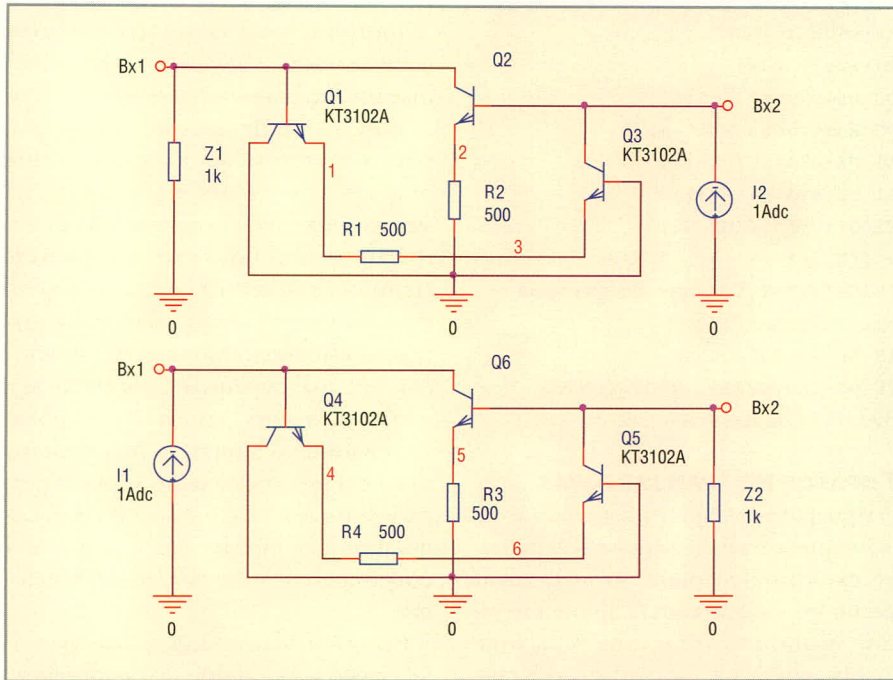 Q2
Bx1
Bx2
Q1
KT3102A
Q3
KT3102A
Z1
1k
1
2
R2
500
I2
1Adc
R1 500
3
0
0
0
Bx1
Q6
Bx2
Q4
KT3102A
Q5
KT3102A
I1
1Adc
4
5
R3
500
Z2
1k
R4 500
6
0
0
0